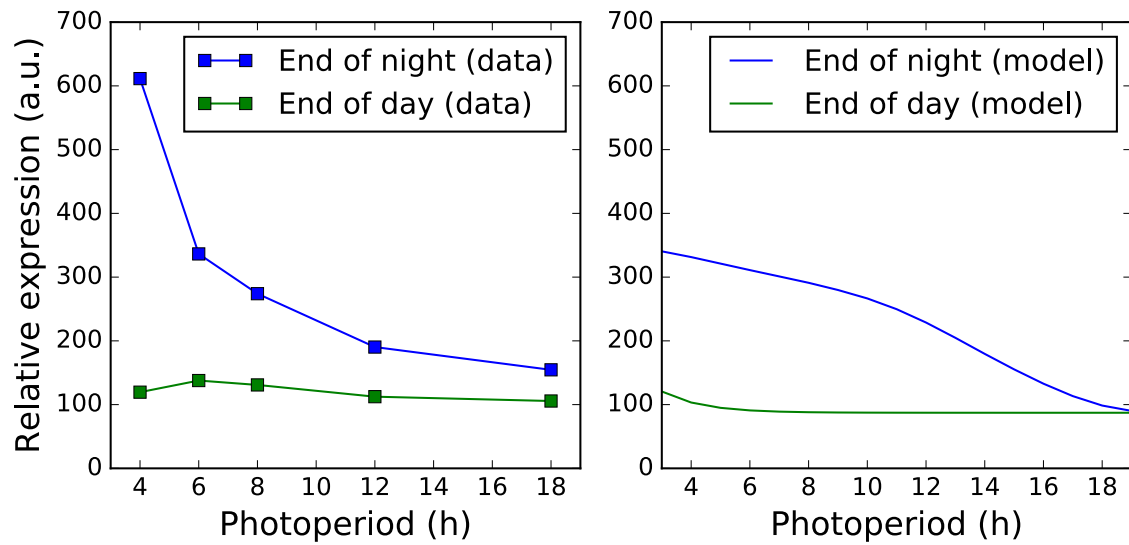 Relative expression (a.u.)
700
600
500
400
300
200
100
0
End of night (data)
End of day (data)
4 6 8 10 12 14 16 18
Photoperiod (h)
700
600
500
400
300
200
100
0
End of night (model)
End of day (model)
4 6 8 10 12 14 16 18
Photoperiod (h)